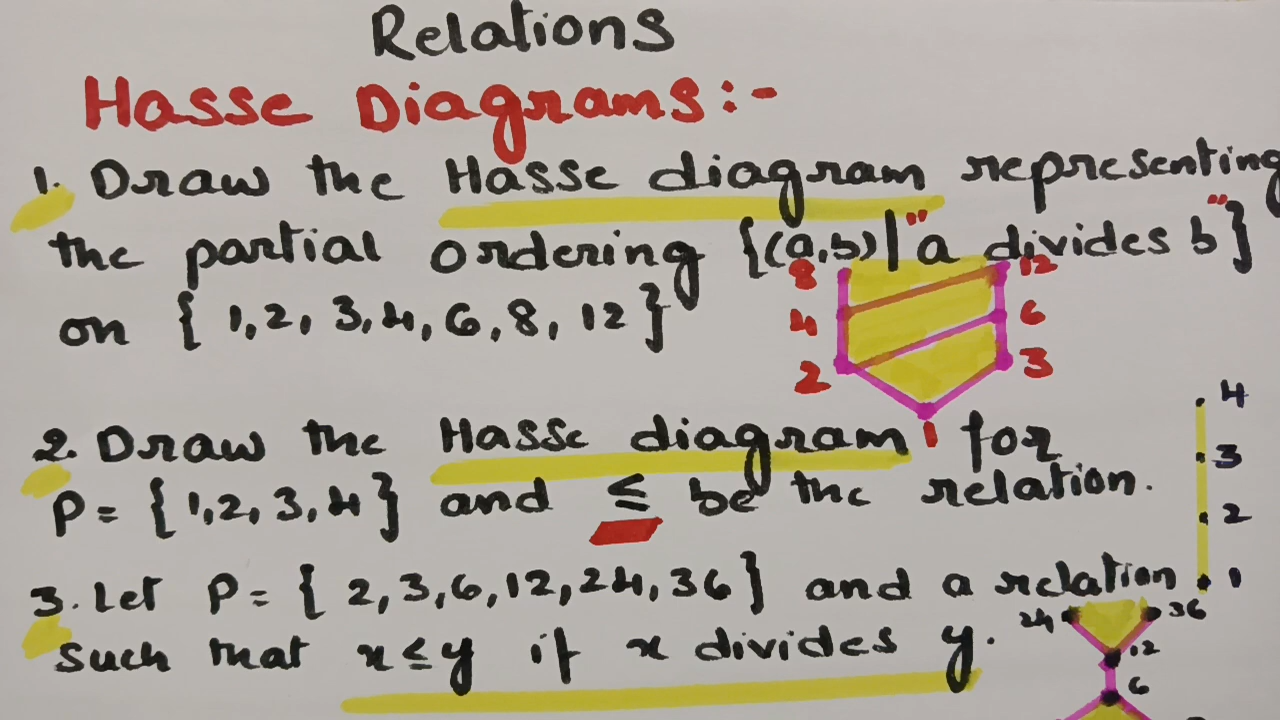 Relations
Hasse Diagrams:-
1. Draw the Hasse diagram representing
the partial ordering {(a,b)|"a divides b"}
on { 1,2, 3,4, 6, 8, 12 }
8 12
4 6
2 3
1
2. Draw the Hasse diagram for
P = { 1,2, 3, 4 } and ≤ be the relation.
4
3
2
1
3. Let P = { 2, 3, 6, 12, 24, 36 } and a relation
such that x ≤ y if x divides y.
24 36
12
6